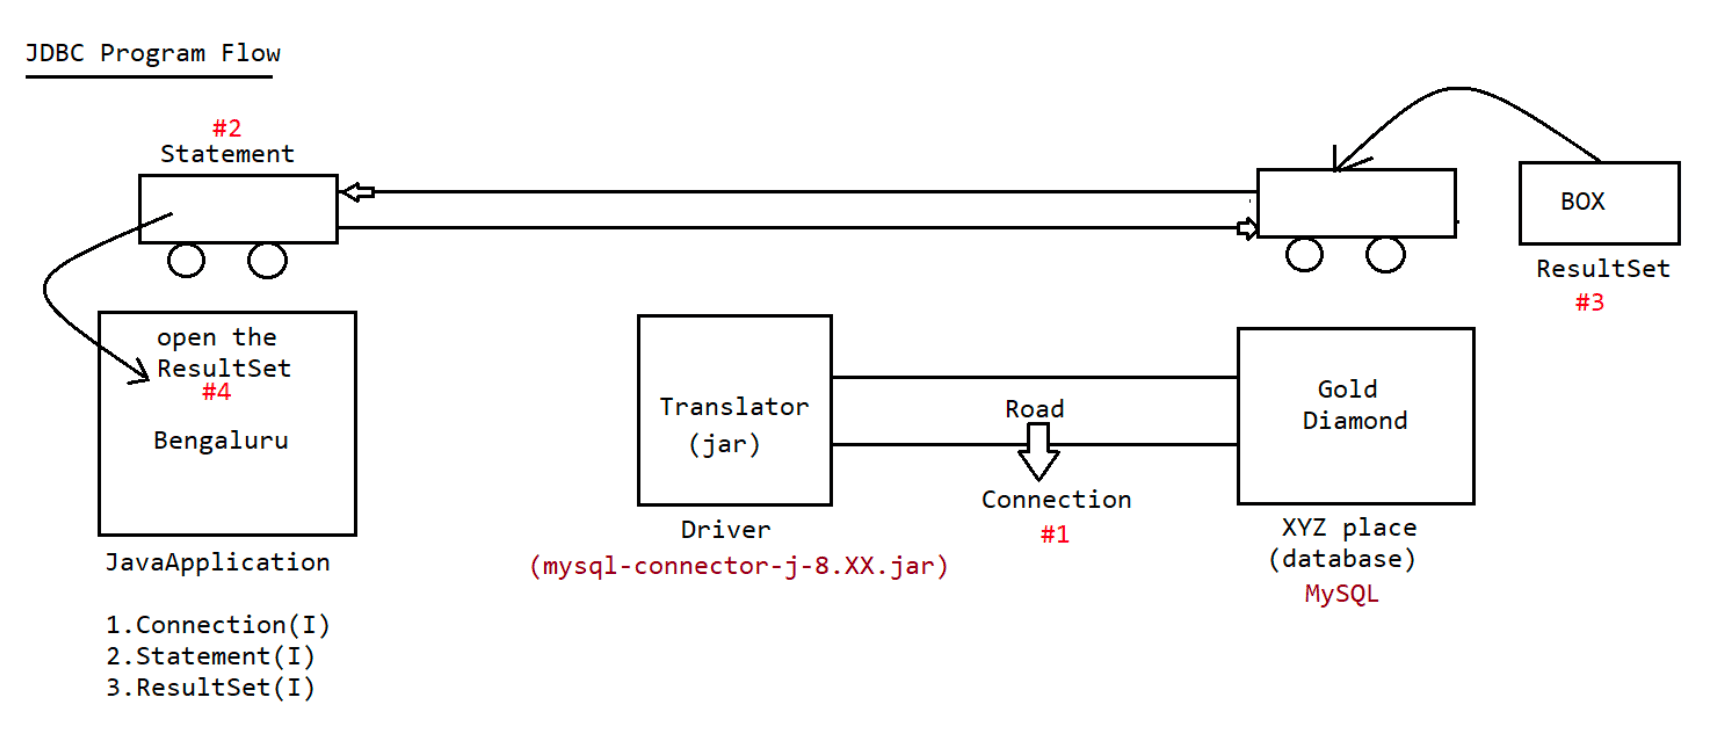 JDBC Program Flow
#2
Statement
BOX
ResultSet
#3
open the
ResultSet
#4
Bengaluru
JavaApplication
Translator
(jar)
Driver
(mysql-connector-j-8.XX.jar)
Road
Connection
#1
Gold
Diamond
XYZ place
(database)
MySQL
1.Connection(I)
2.Statement(I)
3.ResultSet(I)